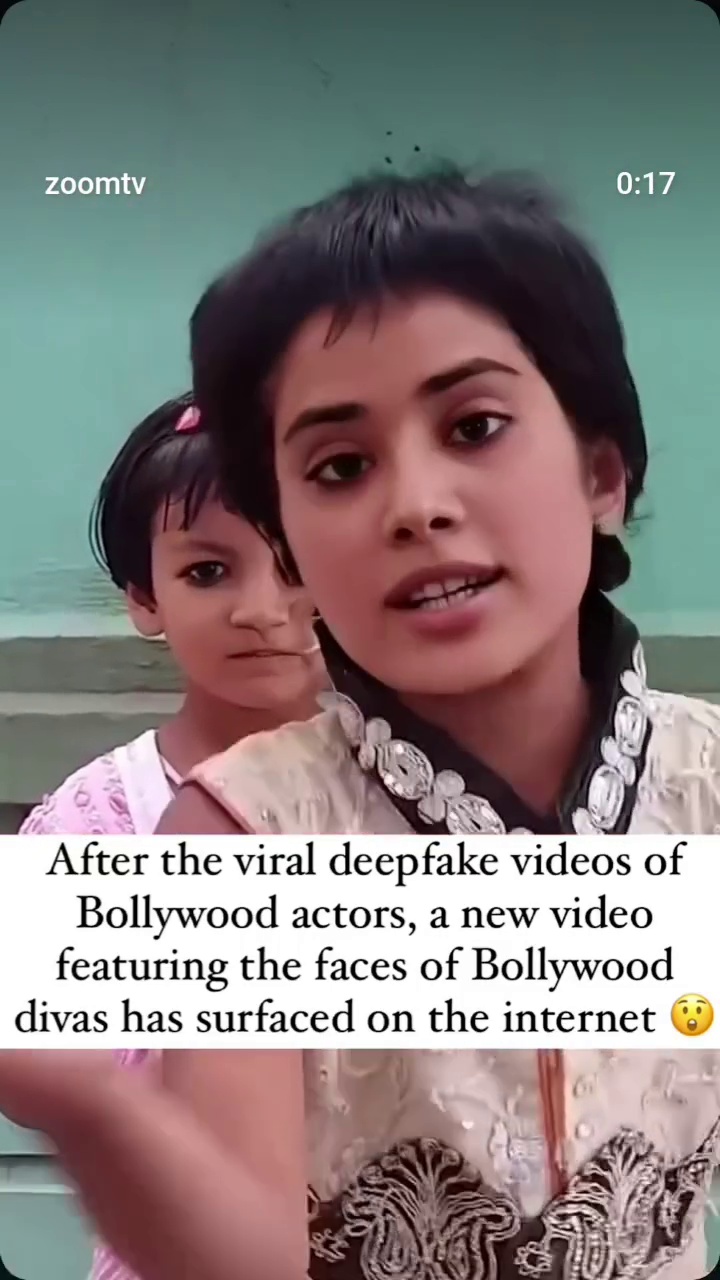 zoomtv
0:17
After the viral deepfake videos of
Bollywood actors, a new video
featuring the faces of Bollywood
divas has surfaced on the internet 😲